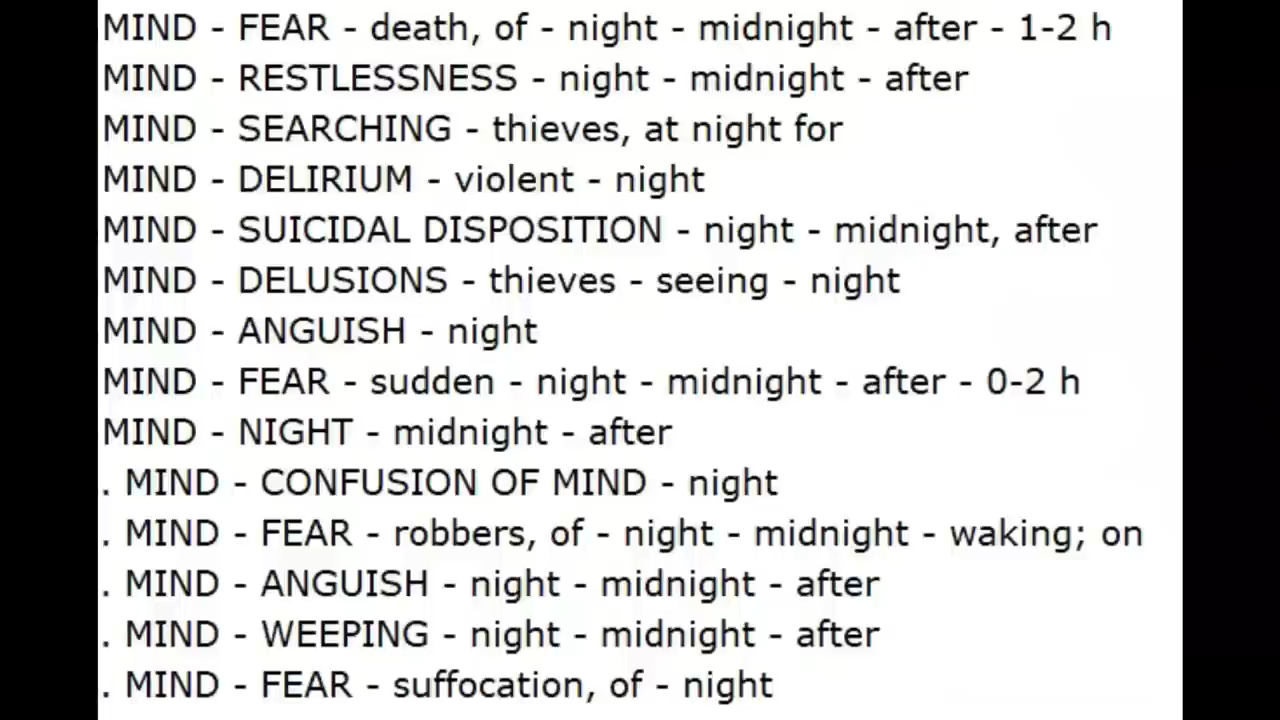 MIND - FEAR - death, of - night - midnight - after - 1-2 h
MIND - RESTLESSNESS - night - midnight - after
MIND - SEARCHING - thieves, at night for
MIND - DELIRIUM - violent - night
MIND - SUICIDAL DISPOSITION - night - midnight, after
MIND - DELUSIONS - thieves - seeing - night
MIND - ANGUISH - night
MIND - FEAR - sudden - night - midnight - after - 0-2 h
MIND - NIGHT - midnight - after
. MIND - CONFUSION OF MIND - night
. MIND - FEAR - robbers, of - night - midnight - waking; on
. MIND - ANGUISH - night - midnight - after
. MIND - WEEPING - night - midnight - after
. MIND - FEAR - suffocation, of - night